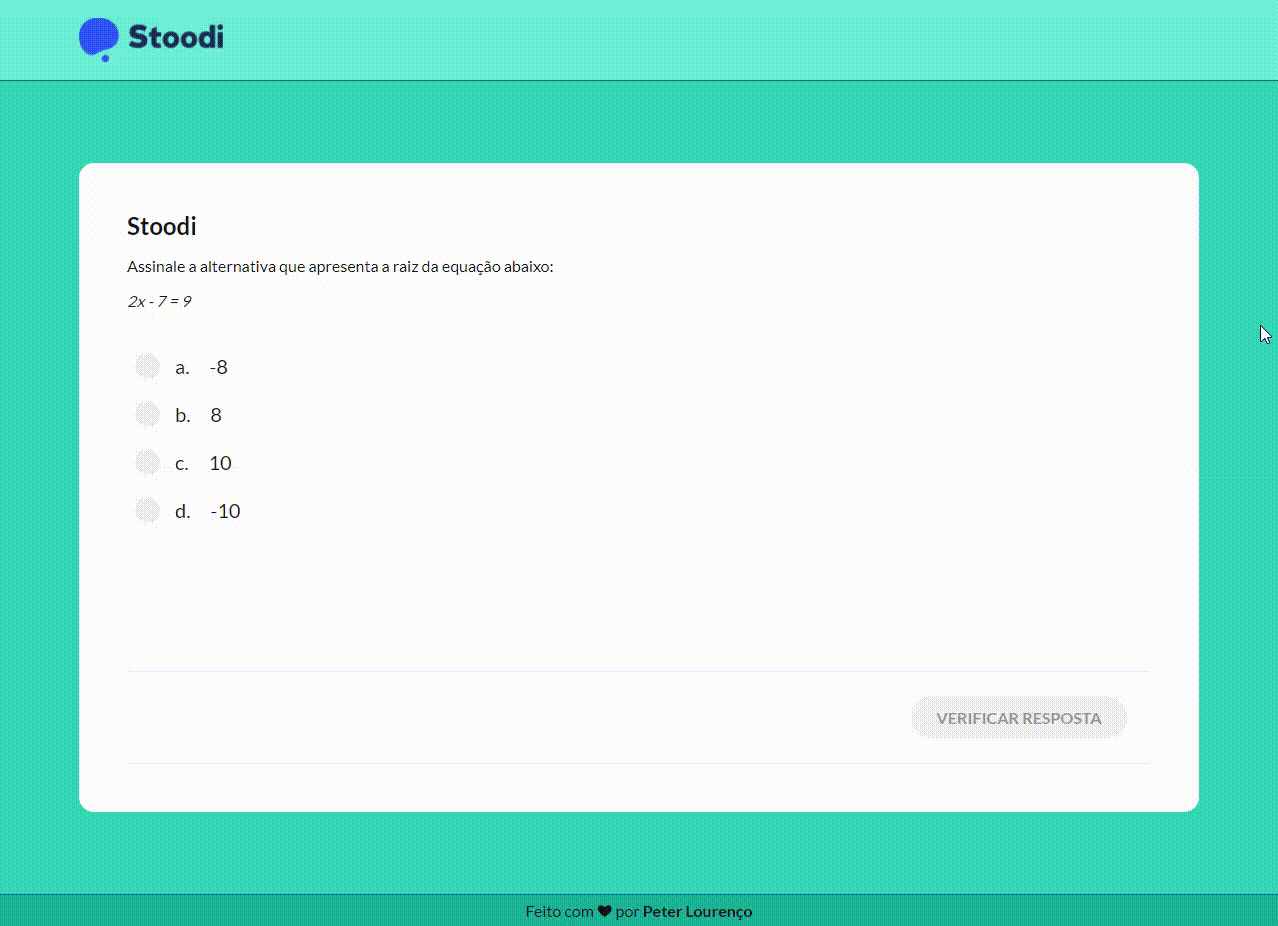 Stoodi
Stoodi
Assinale a alternativa que apresenta a raiz da equação abaixo:
2x - 7 = 9
a. -8
b. 8
c. 10
d. -10
VERIFICAR RESPOSTA
Feito com ❤ por Peter Lourenço